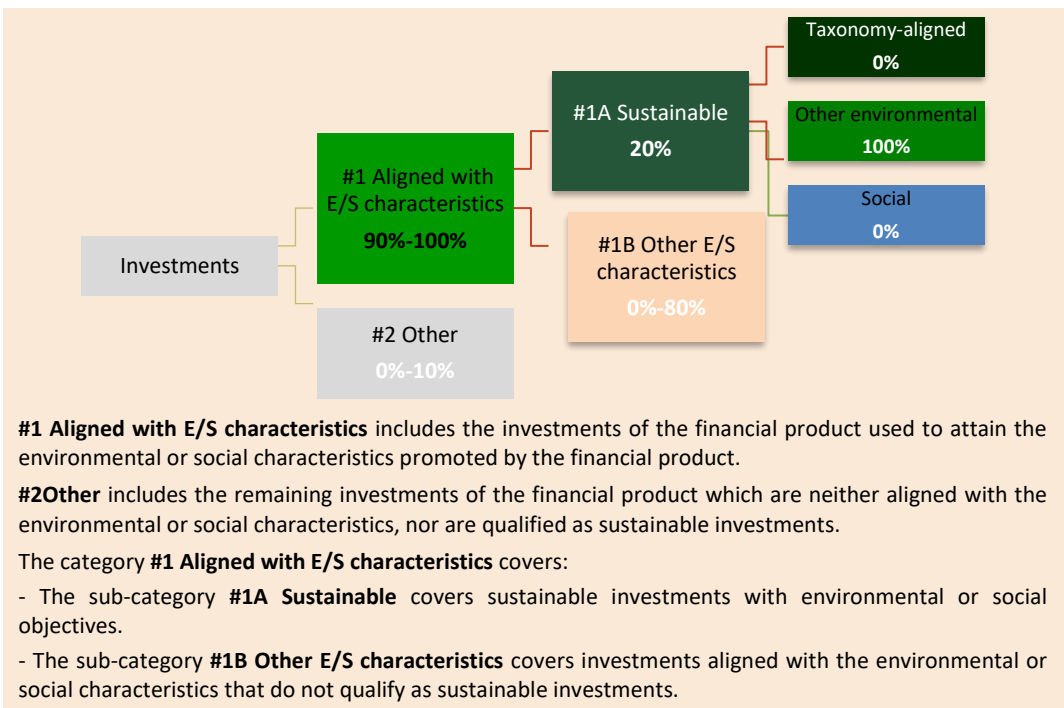 Taxonomy-aligned
0%
#1A Sustainable
20%
Other environmental
100%
#1 Aligned with
E/S characteristics
90%-100%
Social
0%
#1B Other E/S
characteristics
0%-80%
Investments
#2 Other
0%-10%
#1 Aligned with E/S characteristics includes the investments of the financial product used to attain the
environmental or social characteristics promoted by the financial product.
#2Other includes the remaining investments of the financial product which are neither aligned with the
environmental or social characteristics, nor are qualified as sustainable investments.
The category #1 Aligned with E/S characteristics covers:
- The sub-category #1A Sustainable covers sustainable investments with environmental or social
objectives.
- The sub-category #1B Other E/S characteristics covers investments aligned with the environmental or
social characteristics that do not qualify as sustainable investments.